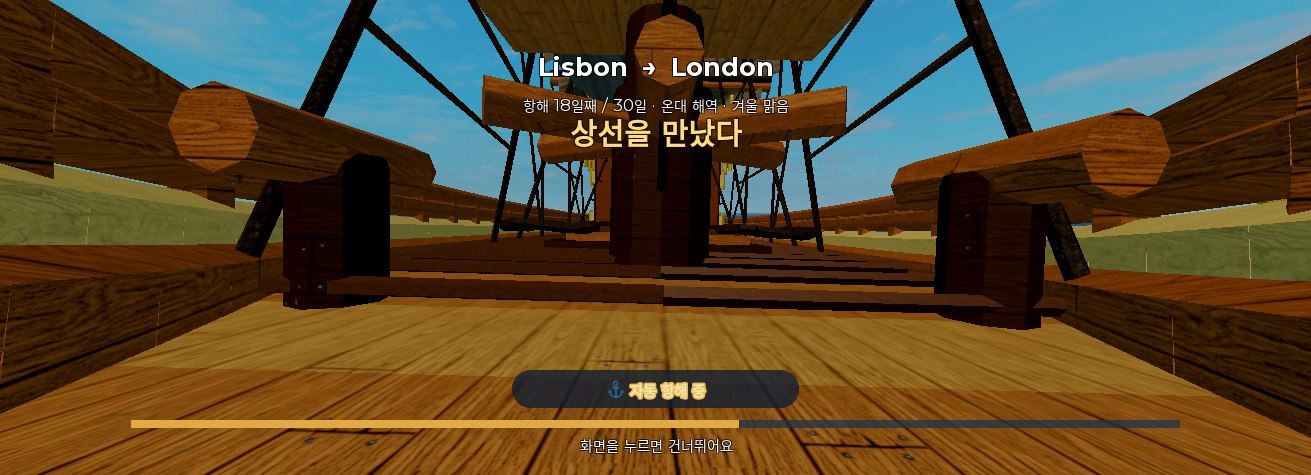 Lisbon → London
항해 18일째 / 30일 · 온대 해역 · 겨울 맑음
상선을 만났다
⚓ 자동 항해 중
화면을 누르면 건너뛰어요